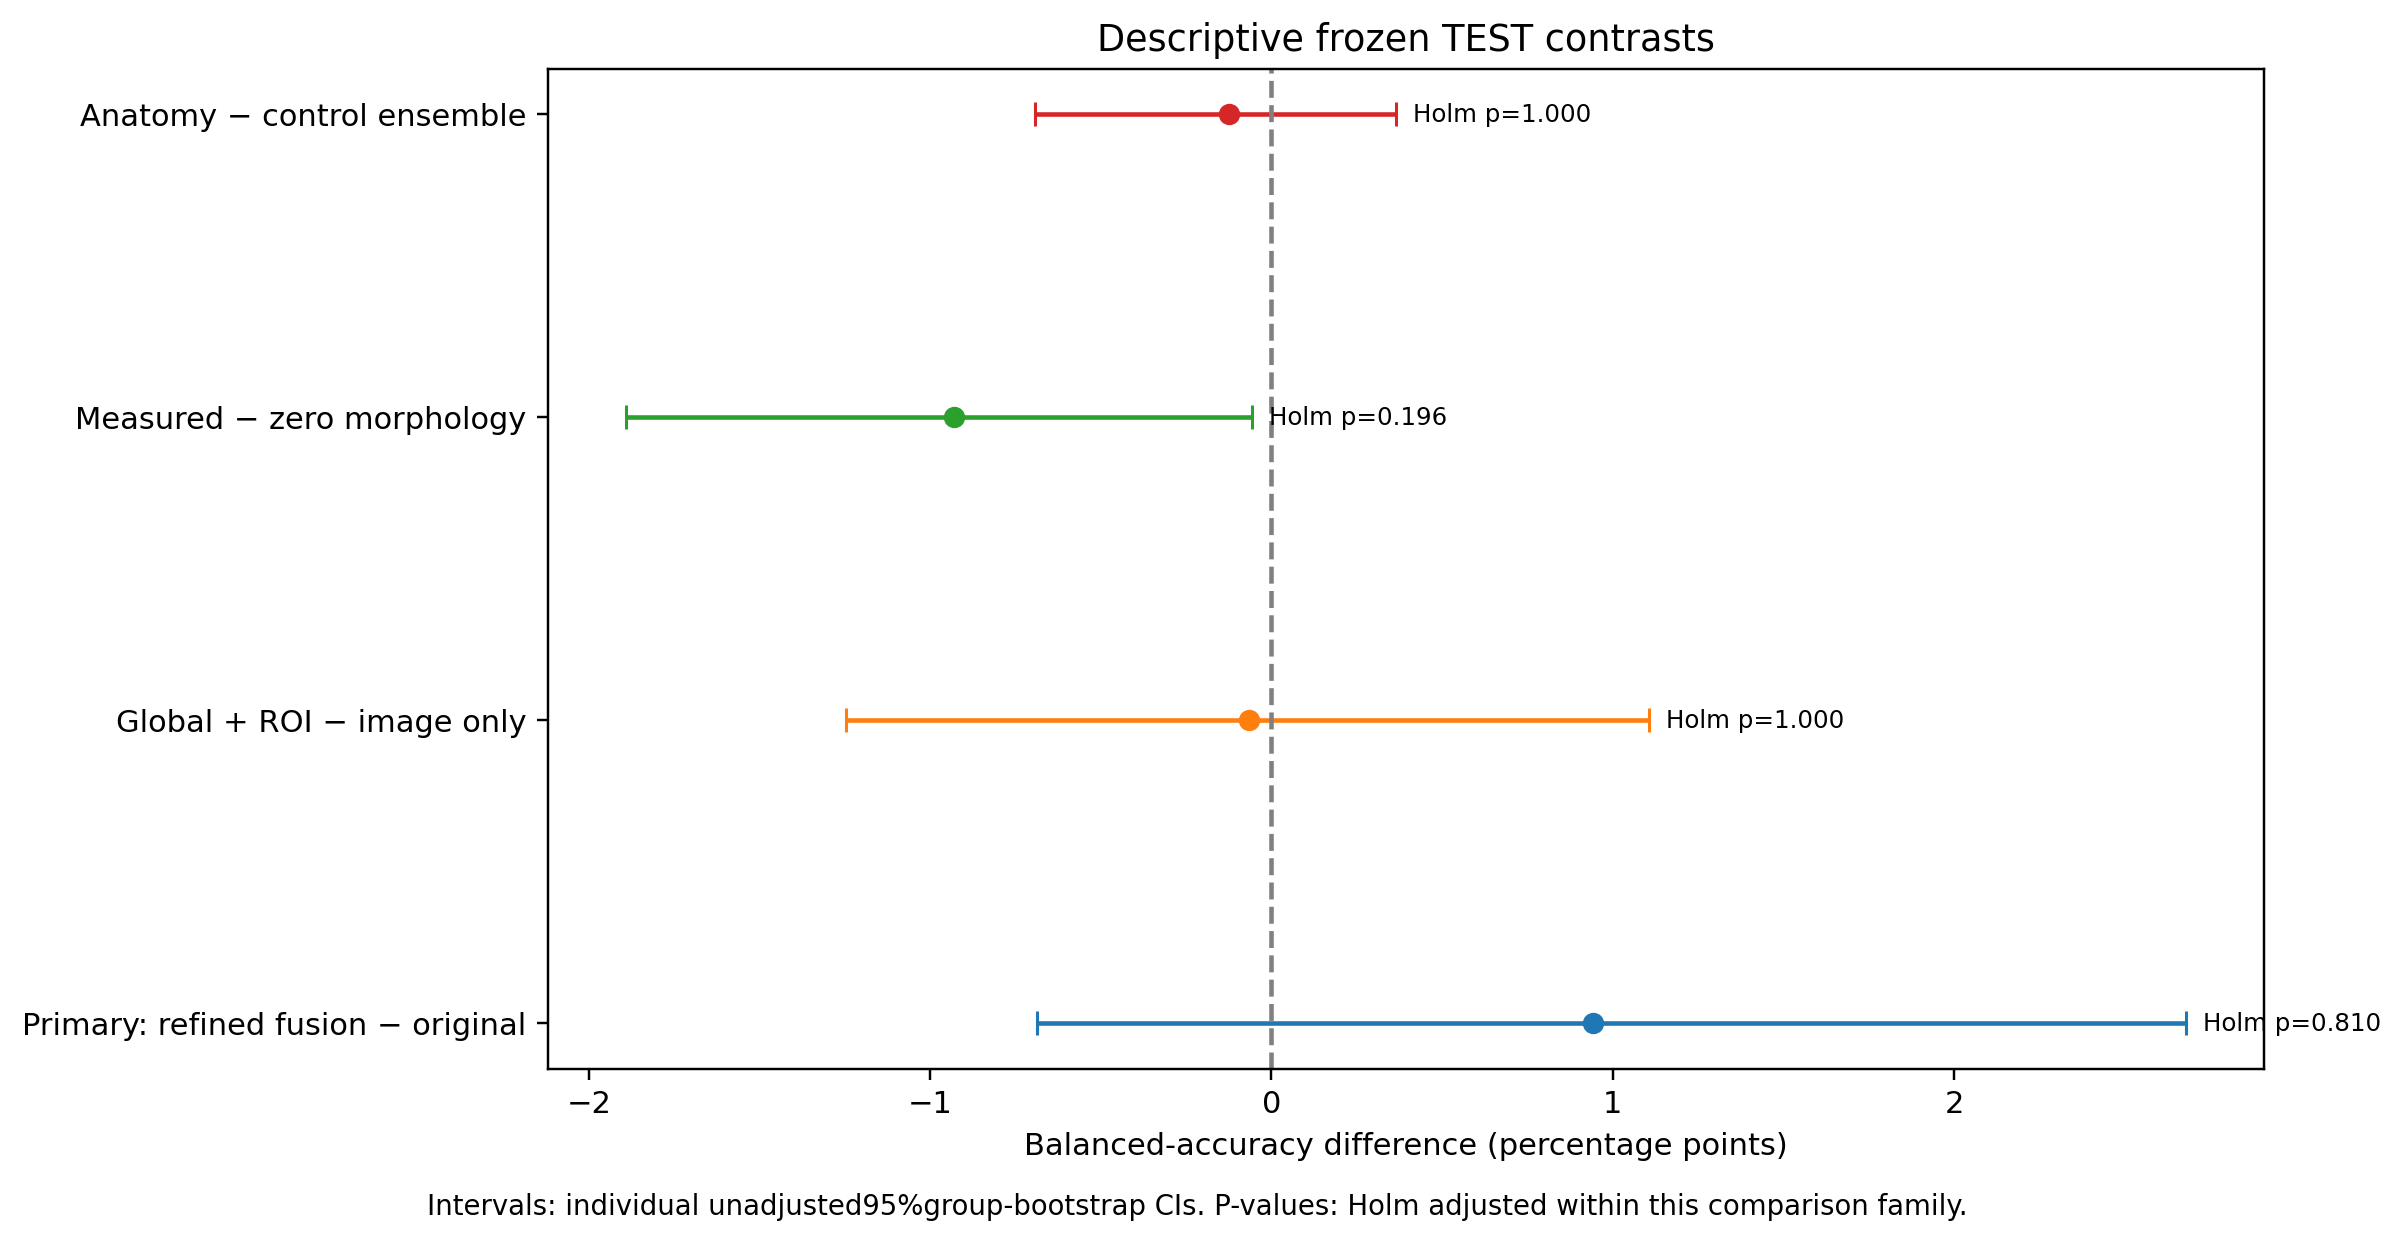 Descriptive frozen TEST contrasts
Anatomy − control ensemble
Holm p=1.000
Measured − zero morphology
Holm p=0.196
Global + ROI − image only
Holm p=1.000
Primary: refined fusion − original
Holm p=0.810
−2 −1 0 1 2
Balanced-accuracy difference (percentage points)
Intervals: individual unadjusted95%group-bootstrap CIs. P-values: Holm adjusted within this comparison family.